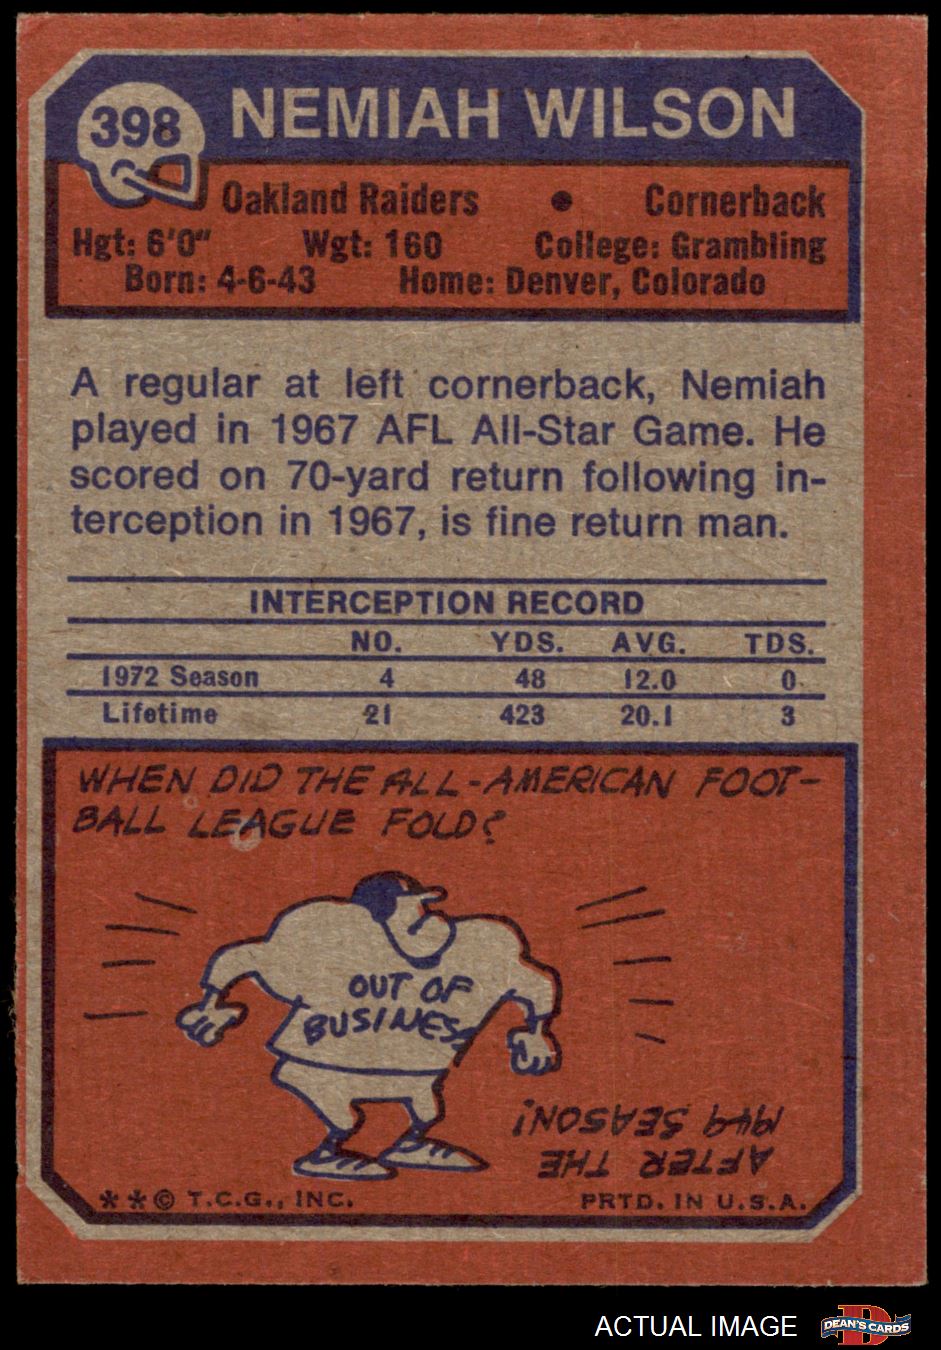 398
NEMIAH WILSON
Oakland Raiders • Cornerback
Hgt: 6'0" Wgt: 160 College: Grambling
Born: 4-6-43 Home: Denver, Colorado
A regular at left cornerback, Nemiah
played in 1967 AFL All-Star Game. He
scored on 70-yard return following in-
terception in 1967, is fine return man.
INTERCEPTION RECORD
NO. YDS. AVG. TDS.
1972 Season 4 48 12.0 0
Lifetime 21 423 20.1 3
WHEN DID THE ALL-AMERICAN FOOT-
BALL LEAGUE FOLD?
OUT OF
BUSINESS
AFTER THE
1949 SEASON!
**© T.C.G., INC. PRTD. IN U.S.A.
ACTUAL IMAGE
D
DEAN'S CARDS